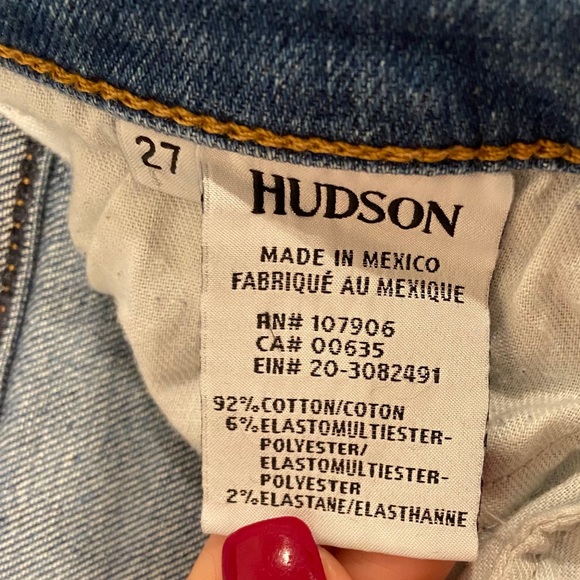 27
HUDSON
MADE IN MEXICO
FABRIQUÉ AU MEXIQUE
RN# 107906
CA# 00635
EIN# 20-3082491
92% COTTON/COTON
6% ELASTOMULTIESTER-
POLYESTER/
ELASTOMULTIESTER-
POLYESTER
2% ELASTANE/ELASTHANNE